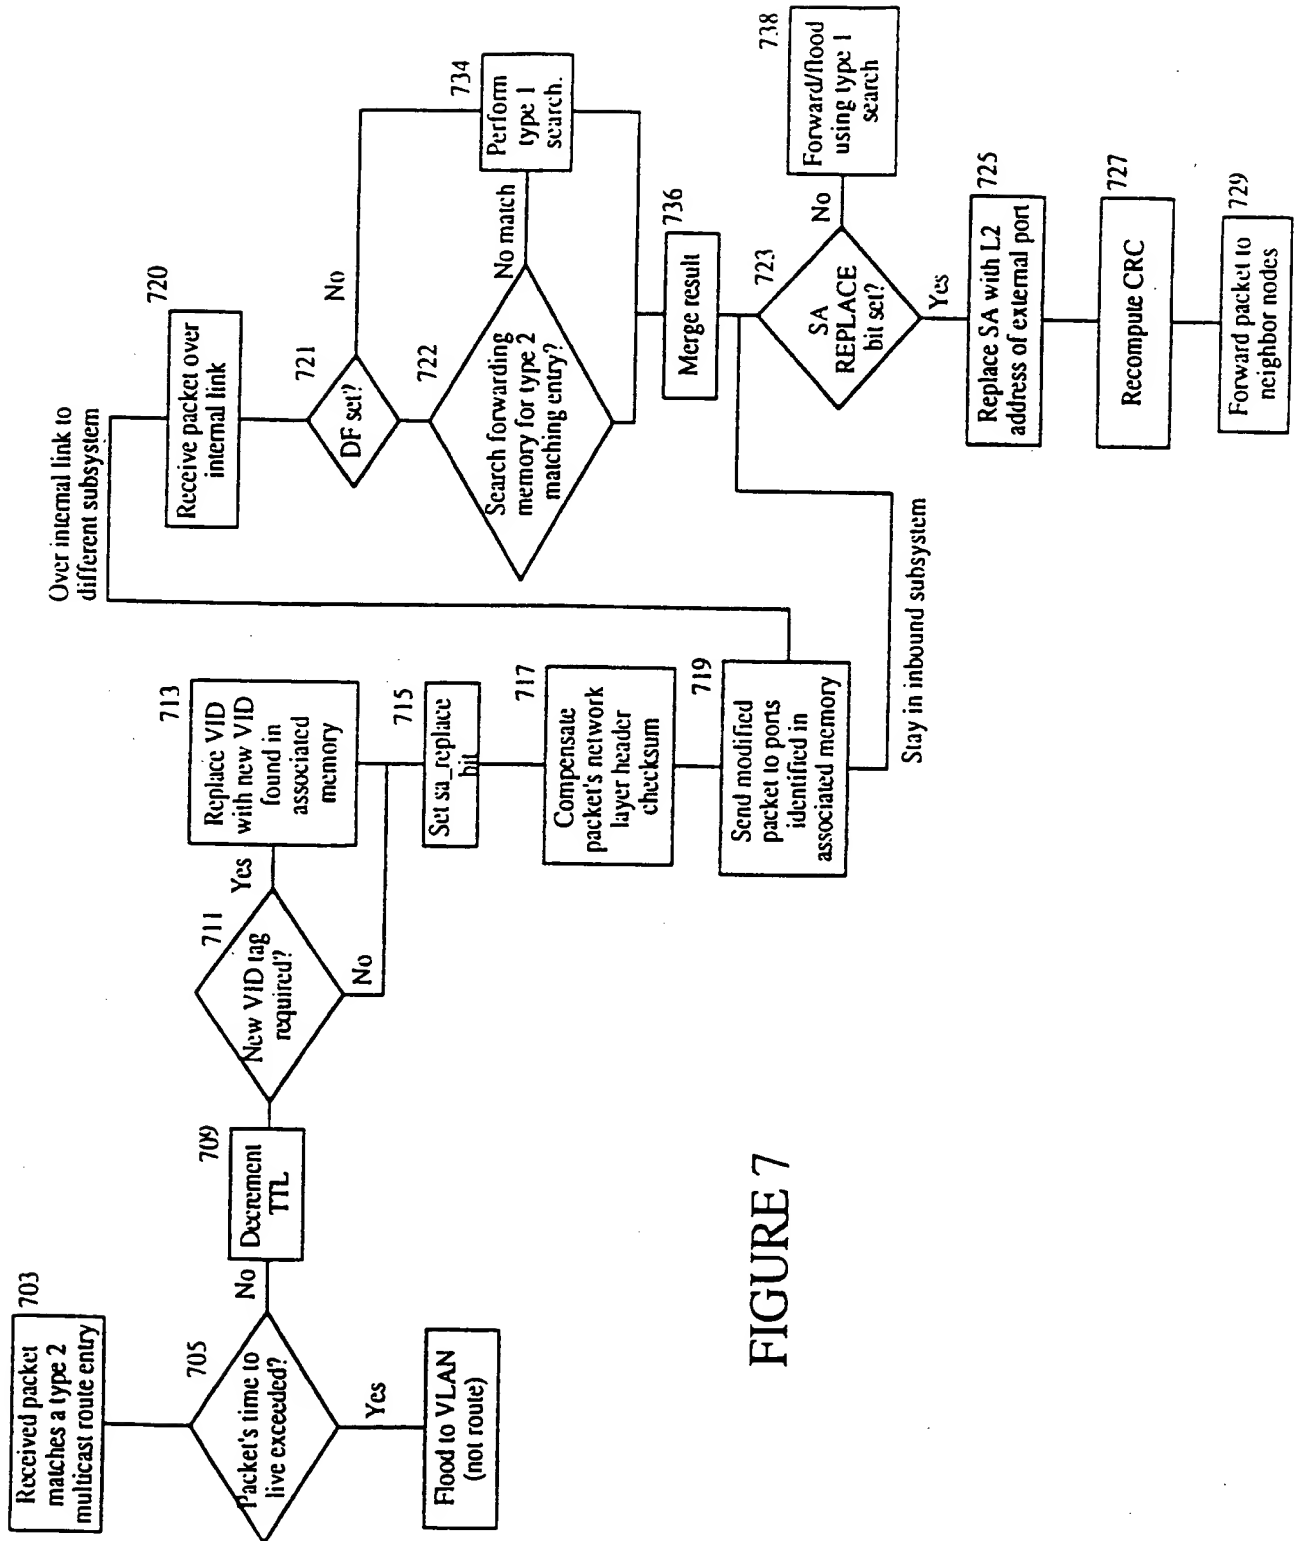 703
Received packet
matches a type 2
multicast route entry
705
Packet's time to
live exceeded?
Yes
Flood to VLAN
(not route)
No
709
Decrement
TTL
711
New VID tag
required?
Yes
No
713
Replace VID
with new VID
found in
associated
memory
715
Set sa_replace
bit
717
Compensate
packet's network
layer header
checksum
719
Send modified
packet to ports
identified in
associated memory
Over internal link to
different subsystem
Stay in inbound subsystem
720
Receive packet over
internal link
721
DF set?
No
722
Search forwarding
memory for type 2
matching entry?
No match
734
Perform
type 1
search.
736
Merge result
723
SA
REPLACE
bit set?
No
738
Forward/flood
using type 1
search
Yes
725
Replace SA with L2
address of external port
727
Recompute CRC
729
Forward packet to
neighbor nodes
FIGURE 7